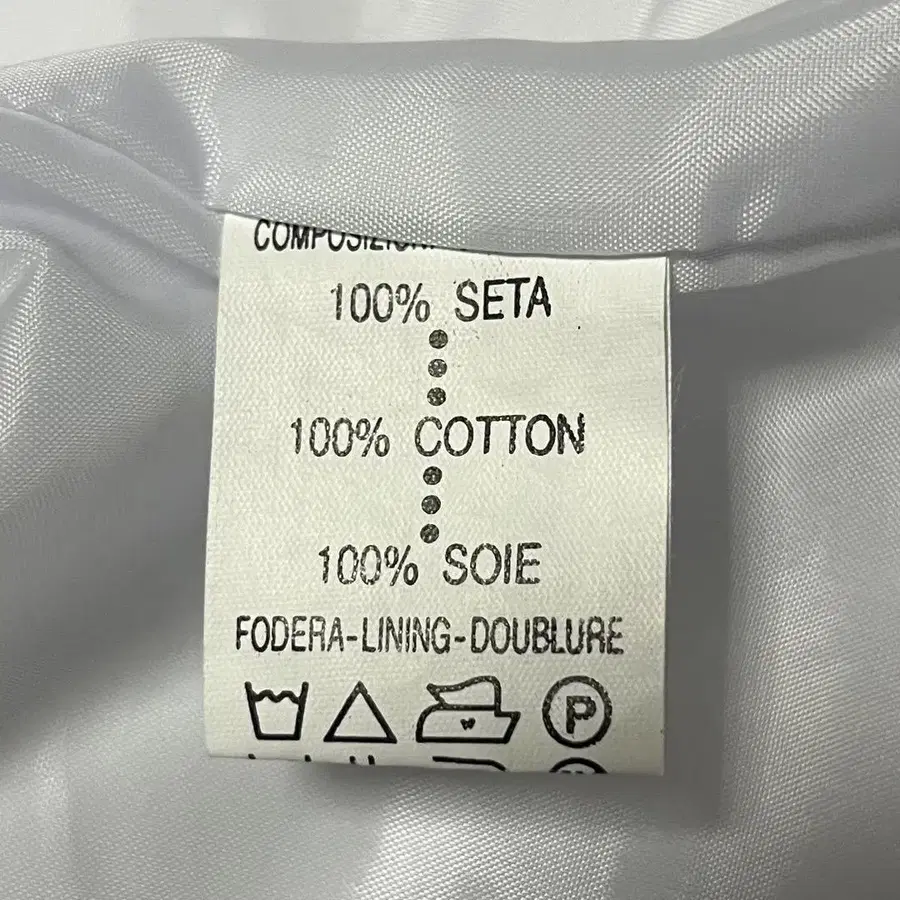 100% SETA
100% COTTON
100% SOIE
FODERA-LINING-DOUBLURE
P